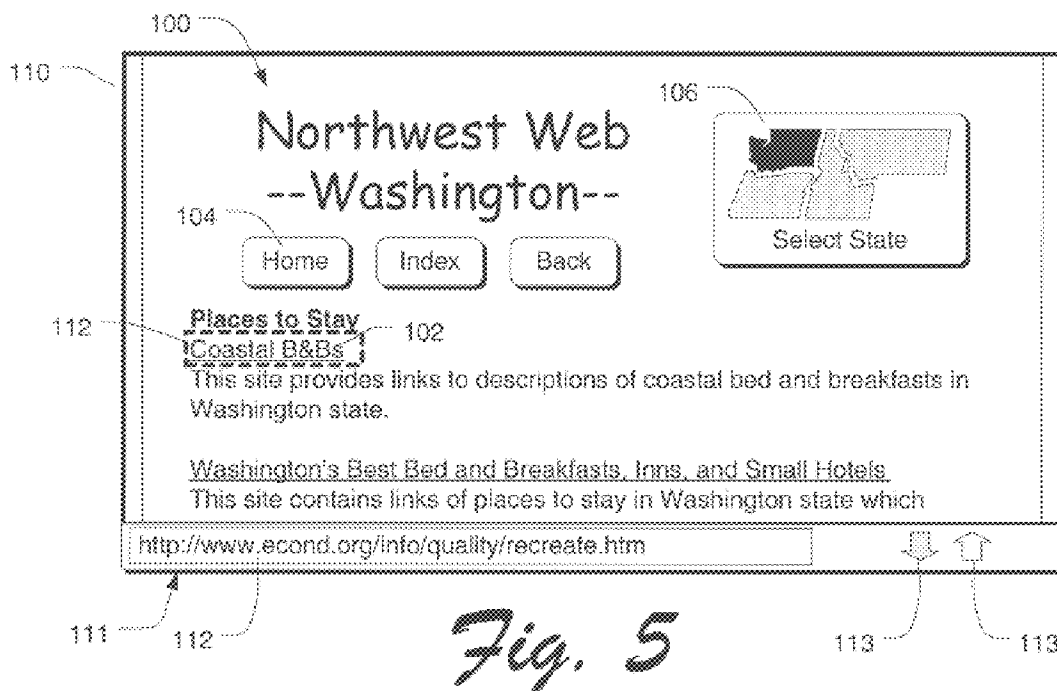 100
110
106
Northwest Web
--Washington--
104
Select State
Home Index Back
Places to Stay
112
102
Coastal B&Bs
This site provides links to descriptions of coastal bed and breakfasts in
Washington state.
Washington's Best Bed and Breakfasts, Inns, and Small Hotels
This site contains links of places to stay in Washington state which
http://www.econd.org/info/quality/recreate.htm
111
112
113
113
Fig. 5